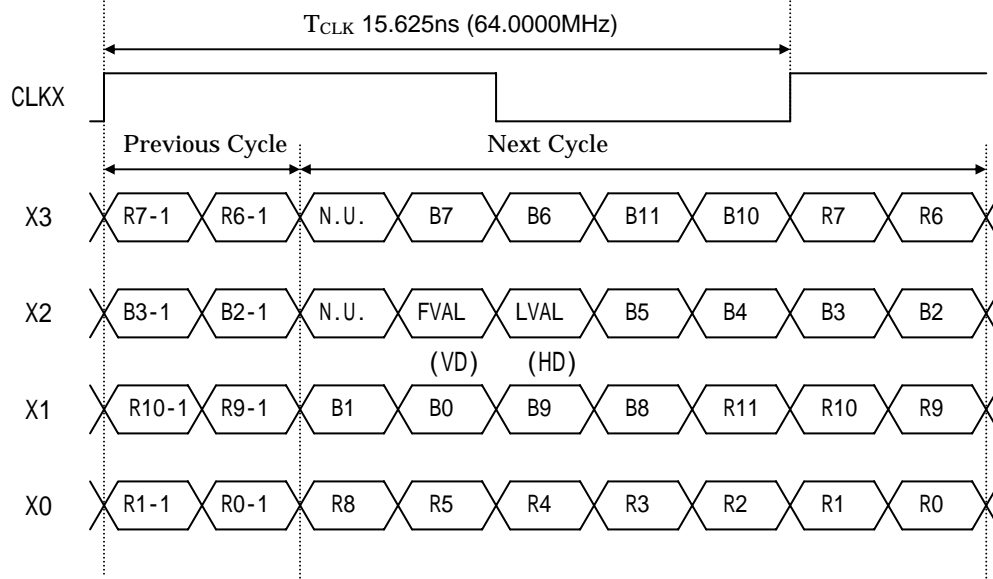 TCLK 15.625ns (64.0000MHz)
CLKX
Previous Cycle Next Cycle
X3 R7-1 R6-1 N.U. B7 B6 B11 B10 R7 R6
X2 B3-1 B2-1 N.U. FVAL LVAL B5 B4 B3 B2
(VD) (HD)
X1 R10-1 R9-1 B1 B0 B9 B8 R11 R10 R9
X0 R1-1 R0-1 R8 R5 R4 R3 R2 R1 R0